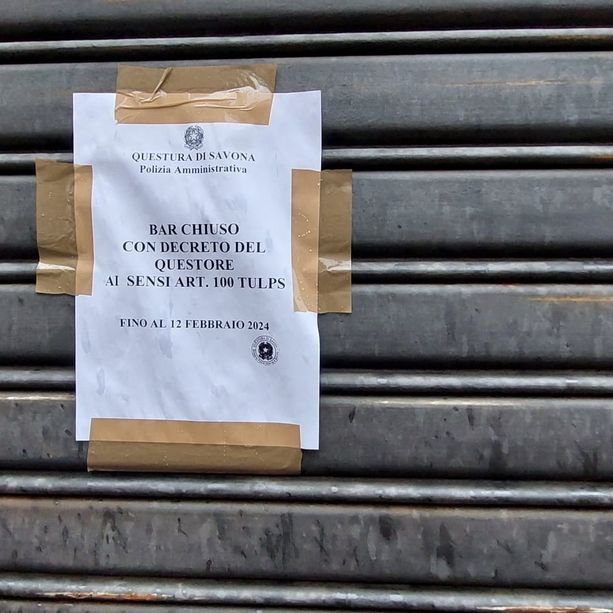 QUESTURA DI SAVONA
Polizia Amministrativa
BAR CHIUSO
CON DECRETO DEL
QUESTORE
AI SENSI ART. 100 TULPS
FINO AL 12 FEBBRAIO 2024